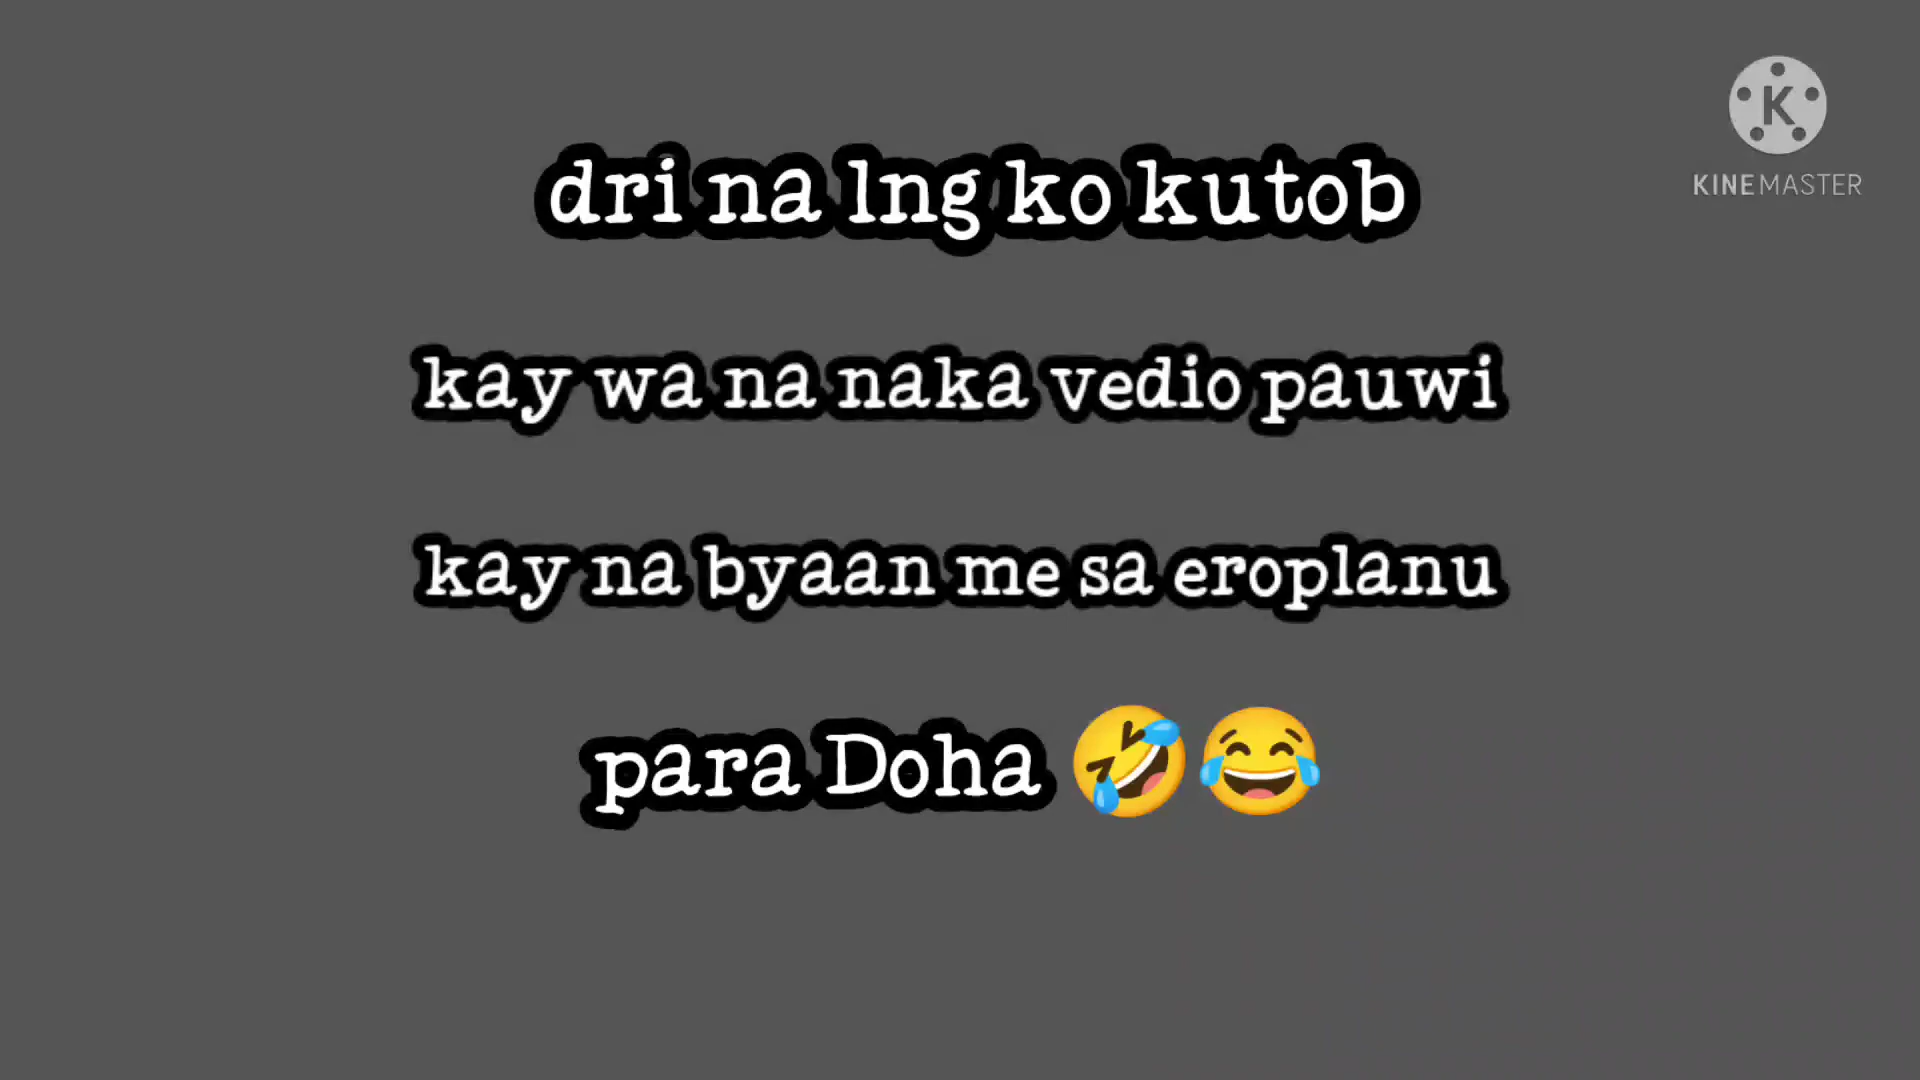 dri na lng ko kutob
kay wa na naka vedio pauwi
kay na byaan me sa eroplanu
para Doha 🤣😂
K
KINEMASTER